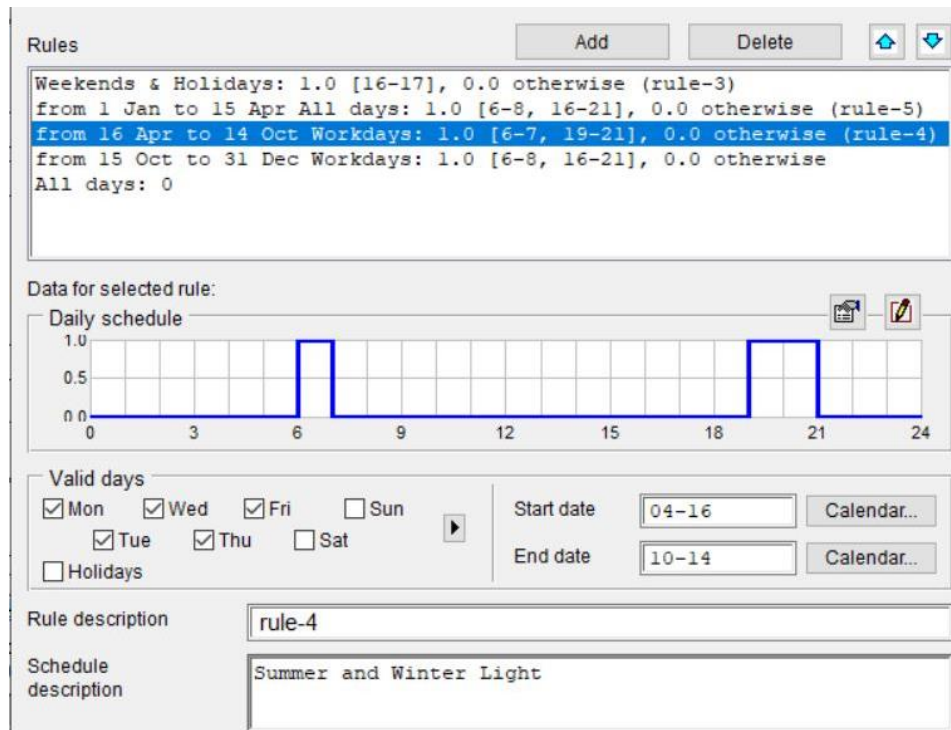 Rules Add Delete
Weekends & Holidays: 1.0 [16-17], 0.0 otherwise (rule-3)
from 1 Jan to 15 Apr All days: 1.0 [6-8, 16-21], 0.0 otherwise (rule-5)
from 16 Apr to 14 Oct Workdays: 1.0 [6-7, 19-21], 0.0 otherwise (rule-4)
from 15 Oct to 31 Dec Workdays: 1.0 [6-8, 16-21], 0.0 otherwise
All days: 0
Data for selected rule:
Daily schedule
1.0
0.5
0.0
0 3 6 9 12 15 18 21 24
Valid days
Mon Wed Fri Sun Start date 04-16 Calendar...
Tue Thu Sat
End date 10-14 Calendar...
Holidays
Rule description rule-4
Schedule description Summer and Winter Light